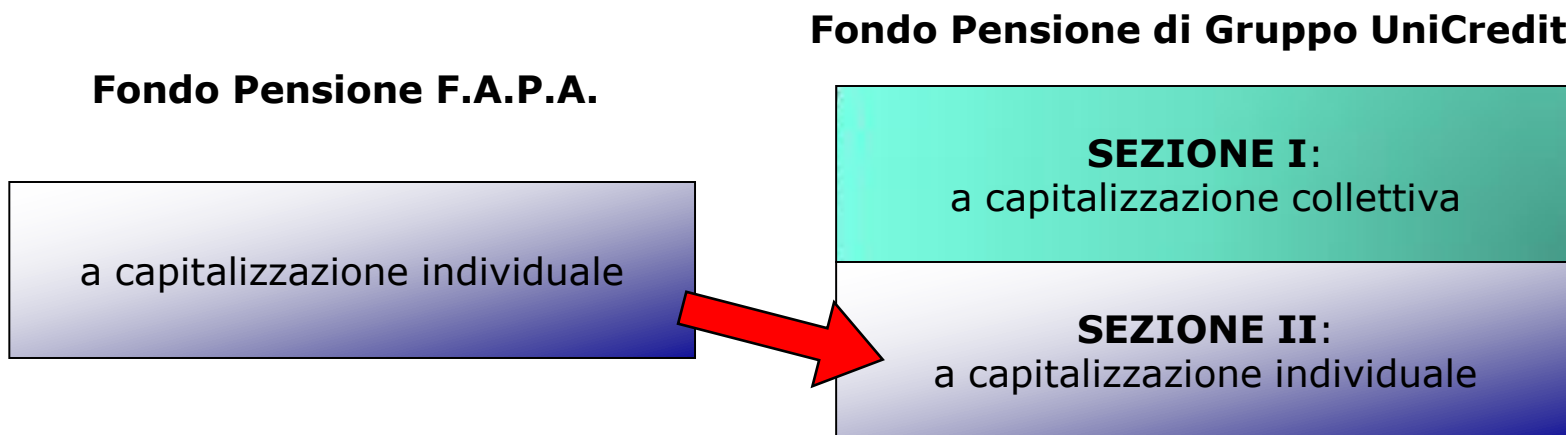 Fondo Pensione F.A.P.A.
a capitalizzazione individuale
Fondo Pensione di Gruppo UniCredit
SEZIONE I:
a capitalizzazione collettiva
SEZIONE II:
a capitalizzazione individuale